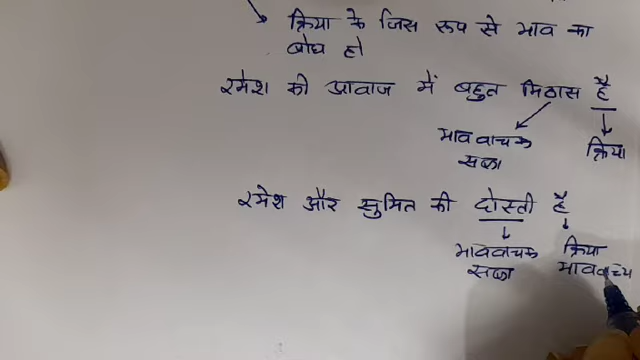 क्रिया के जिस रूप से भाव का
बोध हो
रमेश की आवाज में बहुत मिठास है
भाववाचक क्रिया
संज्ञा
रमेश और सुमित की दोस्ती है
भाववाचक क्रिया
संज्ञा भाववाच्य